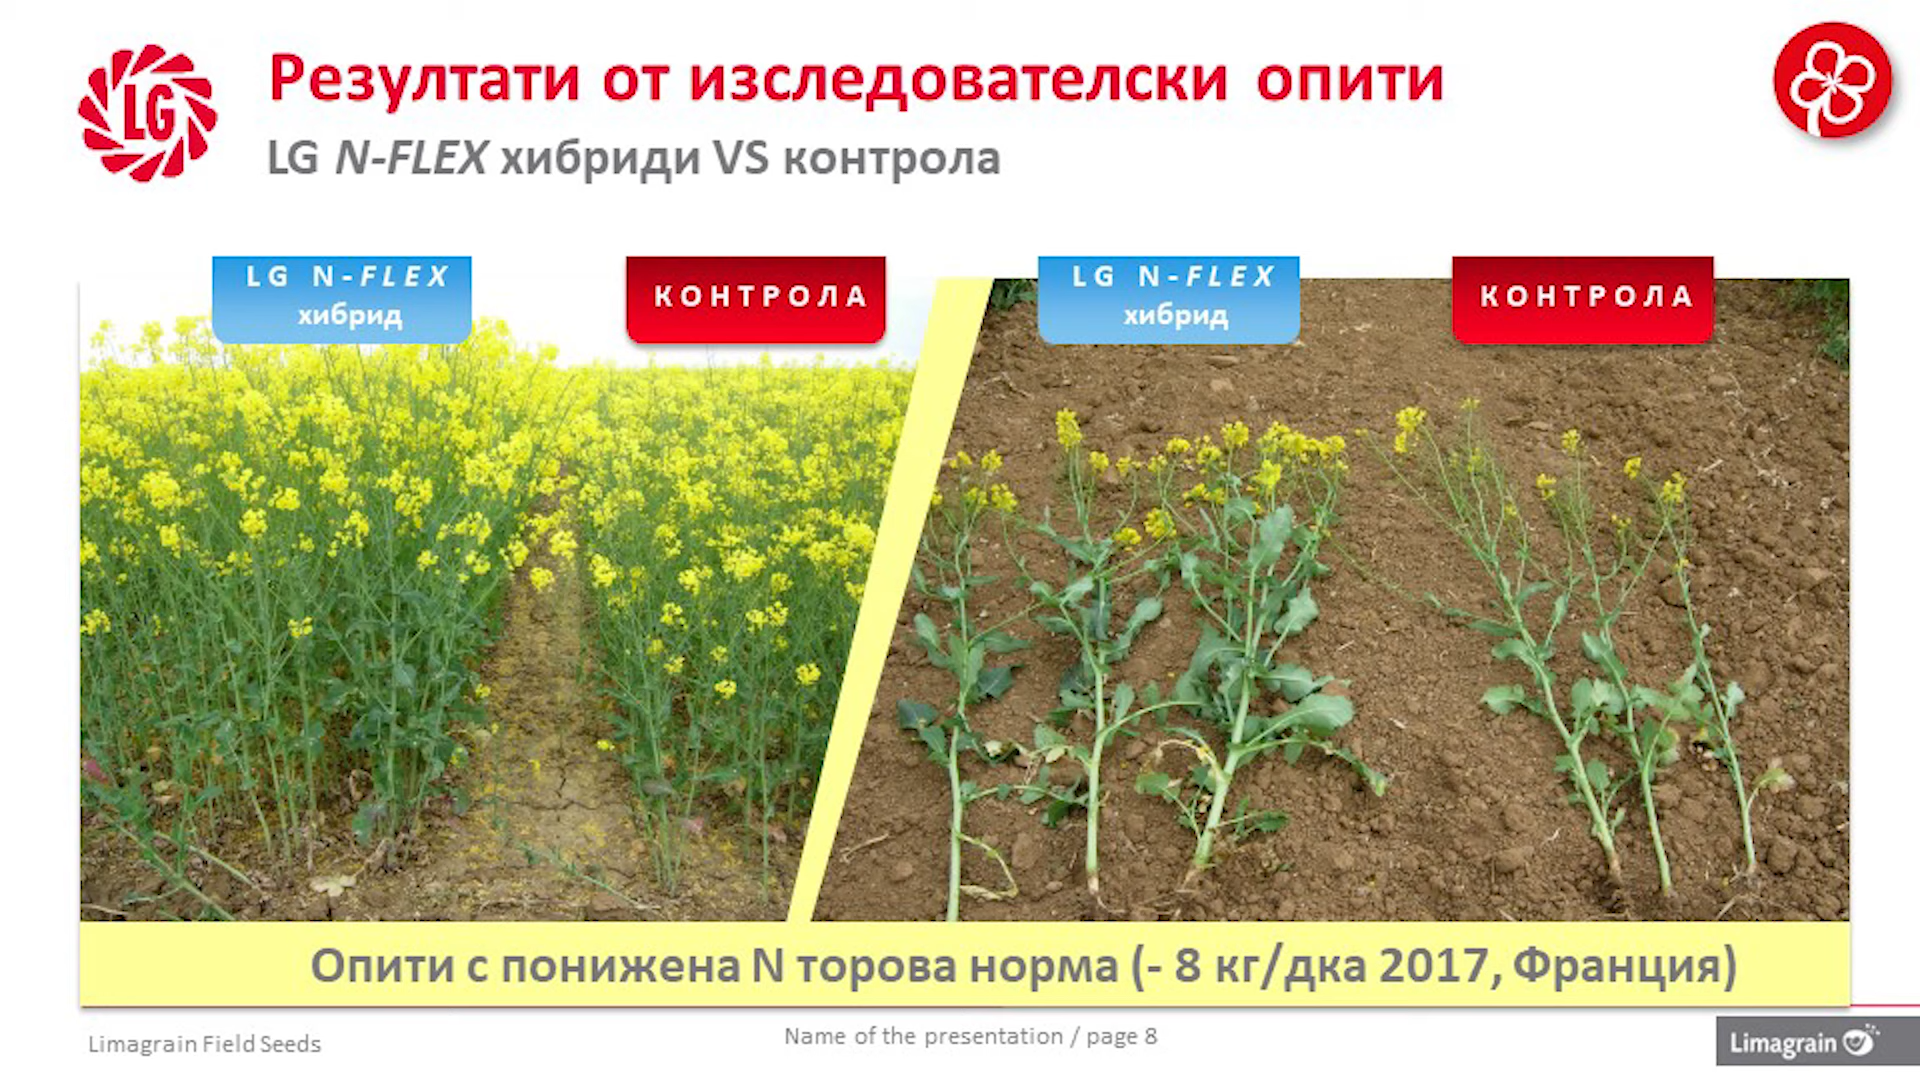 LG
Резултати от изследователски опити
LG N-FLEX хибриди VS контрола
LG N-FLEX
хибрид
КОНТРОЛА
LG N-FLEX
хибрид
КОНТРОЛА
Опити с понижена N торова норма (- 8 кг/дка 2017, Франция)
Limagrain Field Seeds
Name of the presentation / page 8
Limagrain